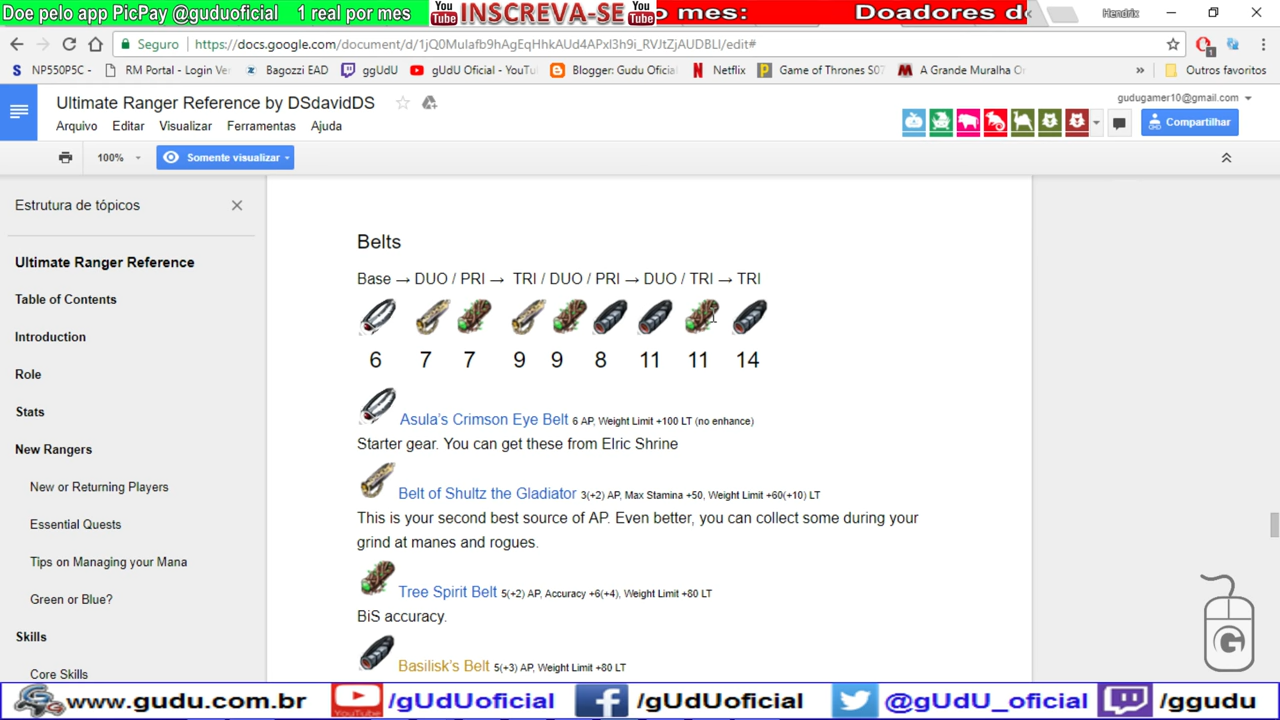 Doe pelo app PicPay @guduoficial 1 real por mes
You Tube INSCREVA-SE You Tube
o mes: Doadores d
Hendrix
Seguro https://docs.google.com/document/d/1jQ0MuIafb9hAgEqHhkAUd4APxl3h9i_RVJtZjAUDBLI/edit#
NP550P5C - RM Portal - Login Ve Bagozzi EAD ggUdU gUdU Oficial - YouTu Blogger: Gudu Oficia Netflix Game of Thrones S07 A Grande Muralha O » Outros favoritos
Ultimate Ranger Reference by DSdavidDS
gudugamer10@gmail.com
Arquivo Editar Visualizar Ferramentas Ajuda
Compartilhar
100% Somente visualizar
Estrutura de tópicos
Ultimate Ranger Reference
Table of Contents
Introduction
Role
Stats
New Rangers
New or Returning Players
Essential Quests
Tips on Managing your Mana
Green or Blue?
Skills
Core Skills
Belts
Base → DUO / PRI → TRI / DUO / PRI → DUO / TRI → TRI
6 7 7 9 9 8 11 11 14
Asula's Crimson Eye Belt 6 AP, Weight Limit +100 LT (no enhance)
Starter gear. You can get these from Elric Shrine
Belt of Shultz the Gladiator 3(+2) AP, Max Stamina +50, Weight Limit +60(+10) LT
This is your second best source of AP. Even better, you can collect some during your
grind at manes and rogues.
Tree Spirit Belt 5(+2) AP, Accuracy +6(+4), Weight Limit +80 LT
BiS accuracy.
Basilisk's Belt 5(+3) AP, Weight Limit +80 LT
www.gudu.com.br YouTube /gUdUoficial /gUdUoficial @gUdU_oficial /ggudu